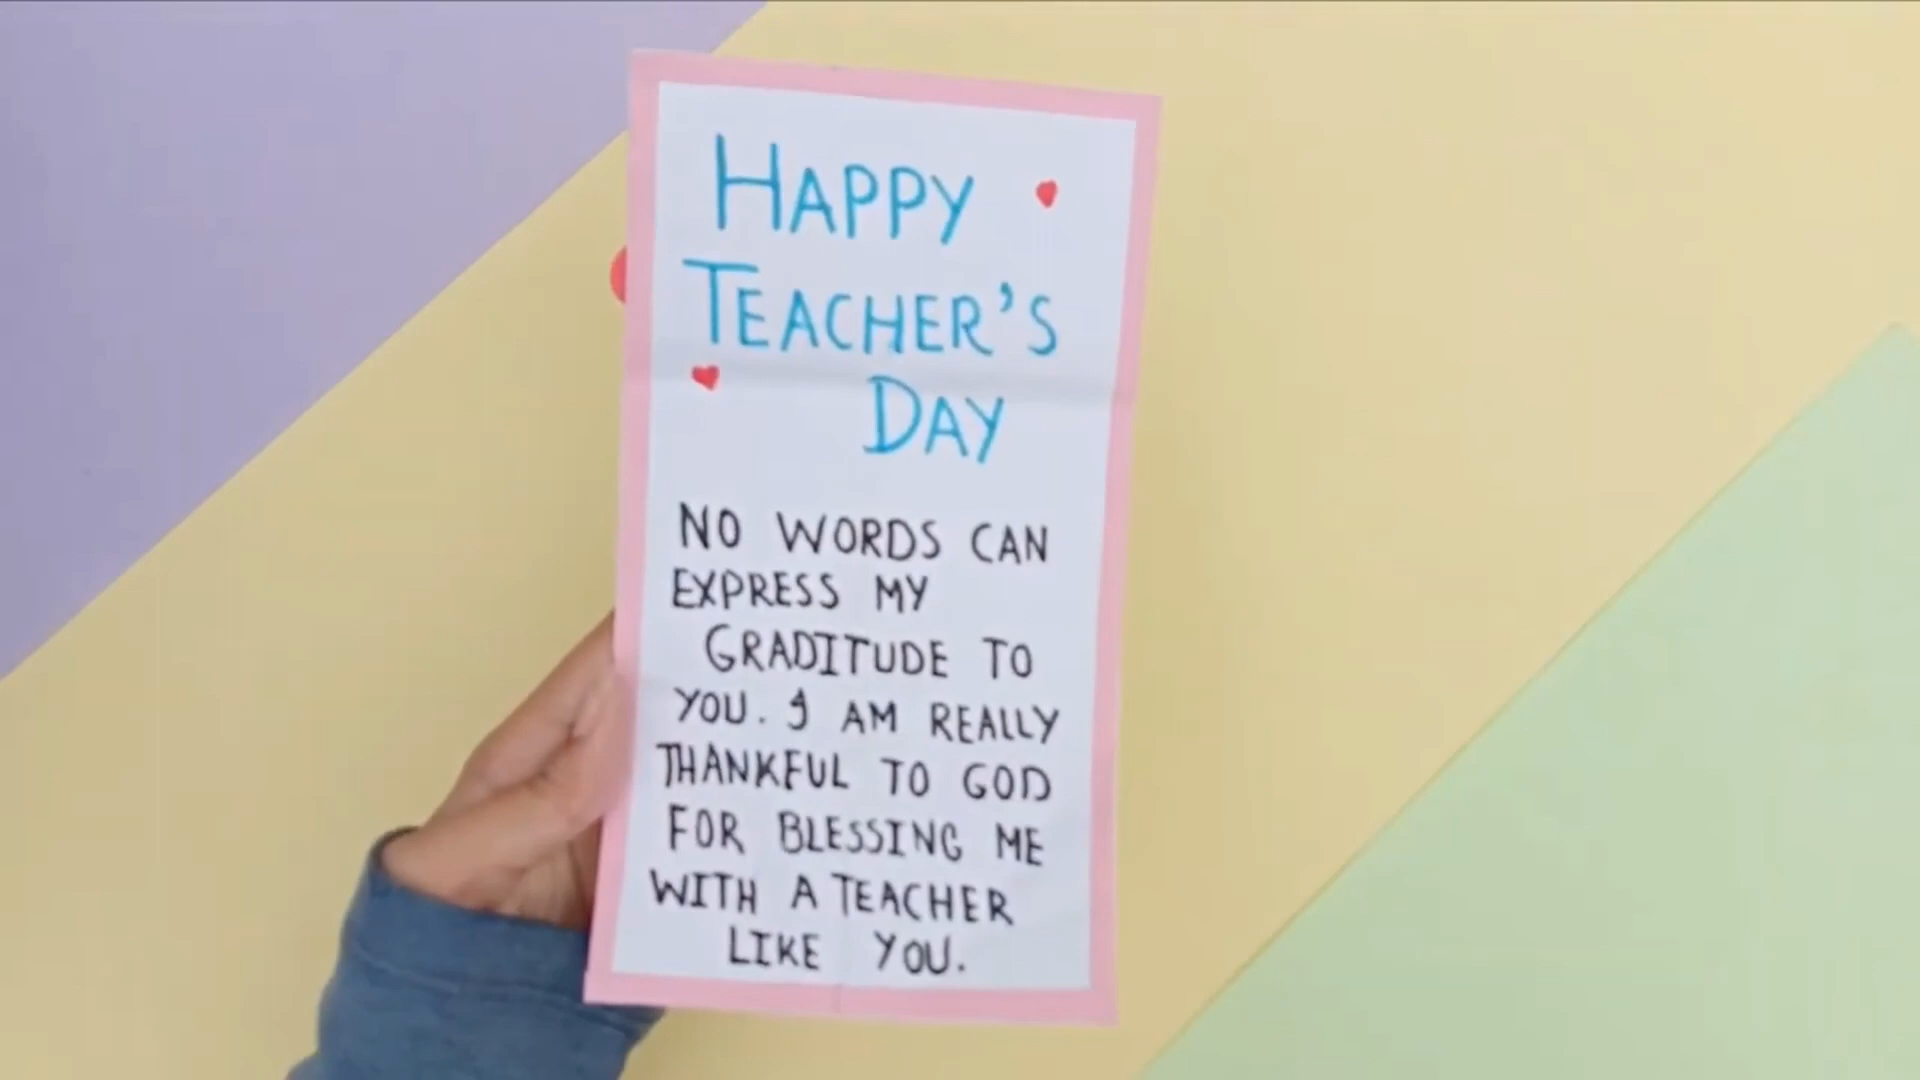 HAPPY
TEACHER'S
DAY
NO WORDS CAN
EXPRESS MY
GRADITUDE TO
YOU. I AM REALLY
THANKFUL TO GOD
FOR BLESSING ME
WITH A TEACHER
LIKE YOU.